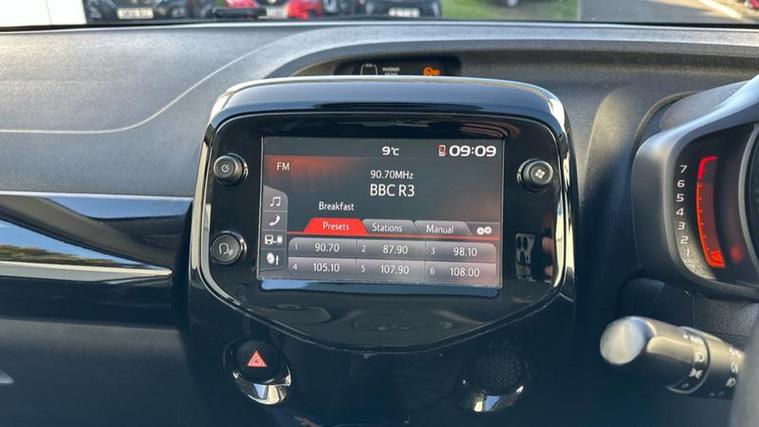 9°C 09:09
FM
90.70MHz
BBC R3
Breakfast
Presets Stations Manual
1 90.70 2 87.90 3 98.10
4 105.10 5 107.90 6 108.00
7
6
5
4
3
2
1